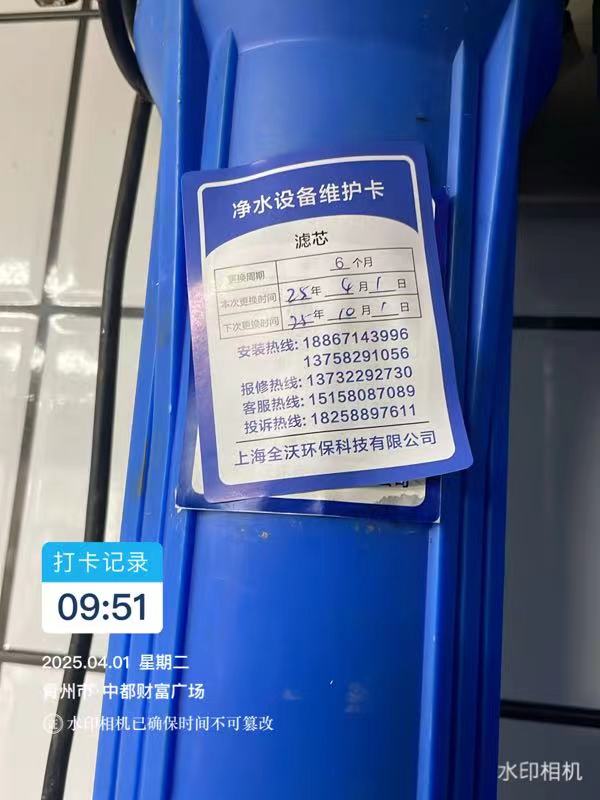 净水设备维护卡
滤芯
更换周期 6 个月
本次更换时间 25 年 4 月 1 日
下次更换时间 25 年 10 月 1 日
安装热线: 18867143996
13758291056
报修热线: 13732292730
客服热线: 15158087089
投诉热线: 18258897611
上海全沃环保科技有限公司
打卡记录
09:51
2025.04.01 星期二
青州市·中都财富广场
证 水印相机已确保时间不可篡改
水印相机